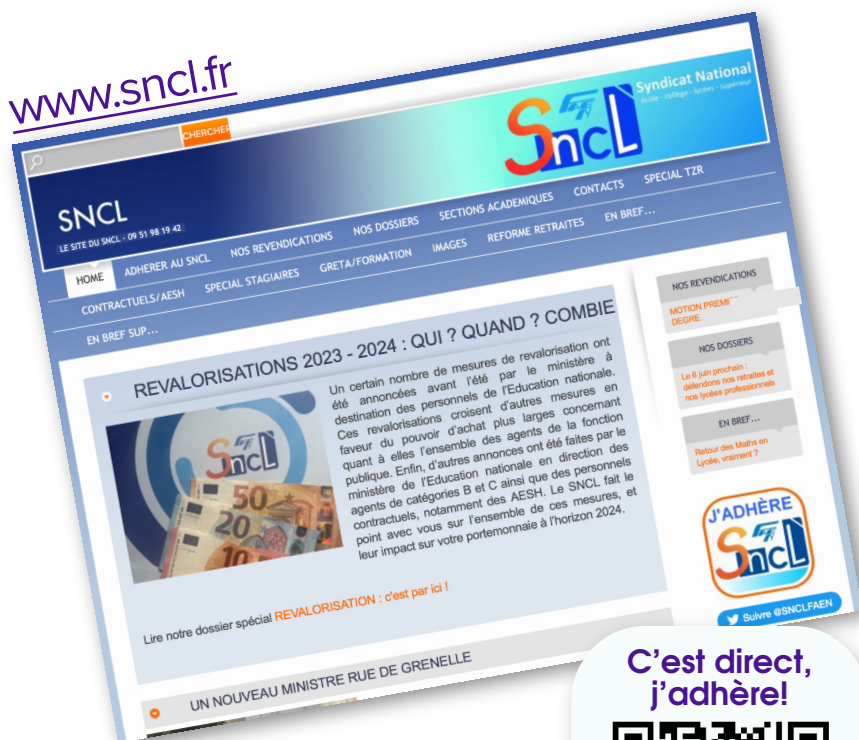 www.sncl.fr
CHERCHER
Syndicat National
école - collège - lycées - supérieur
SncL
SNCL
LE SITE DU SNCL - 09 51 98 19 42
HOME ADHERER AU SNCL NOS REVENDICATIONS NOS DOSSIERS SECTIONS ACADEMIQUES CONTACTS SPECIAL TZR
CONTRACTUELS/AESH SPECIAL STAGIAIRES GRETA/FORMATION IMAGES REFORME RETRAITES EN BREF...
EN BREF SUP...
REVALORISATIONS 2023 - 2024 : QUI ? QUAND ? COMBIE
Un certain nombre de mesures de revalorisation ont
été annoncées avant l'été par le ministère à
destination des personnels de l'Education nationale.
Ces revalorisations croisent d'autres mesures en
faveur du pouvoir d'achat plus larges concernant
quant à elles l'ensemble des agents de la fonction
publique. Enfin, d'autres annonces ont été faites par le
ministère de l'Education nationale en direction des
agents de catégories B et C ainsi que des personnels
contractuels, notamment des AESH. Le SNCL fait le
point avec vous sur l'ensemble de ces mesures, et
leur impact sur votre portemonnaie à l'horizon 2024.
SncL
50
20
10
Lire notre dossier spécial REVALORISATION : c'est par ici !
UN NOUVEAU MINISTRE RUE DE GRENELLE
NOS REVENDICATIONS
MOTION
DEGRE
NOS DOSSIERS
Le 6 juin prochain :
défendons nos retraites et
nos lycées professionnels
EN BREF...
Retour des Maths en
Lycée, vraiment ?
J'ADHÈRE
SncL
Suivre @SNCLFAEN
C'est direct,
j'adhère!